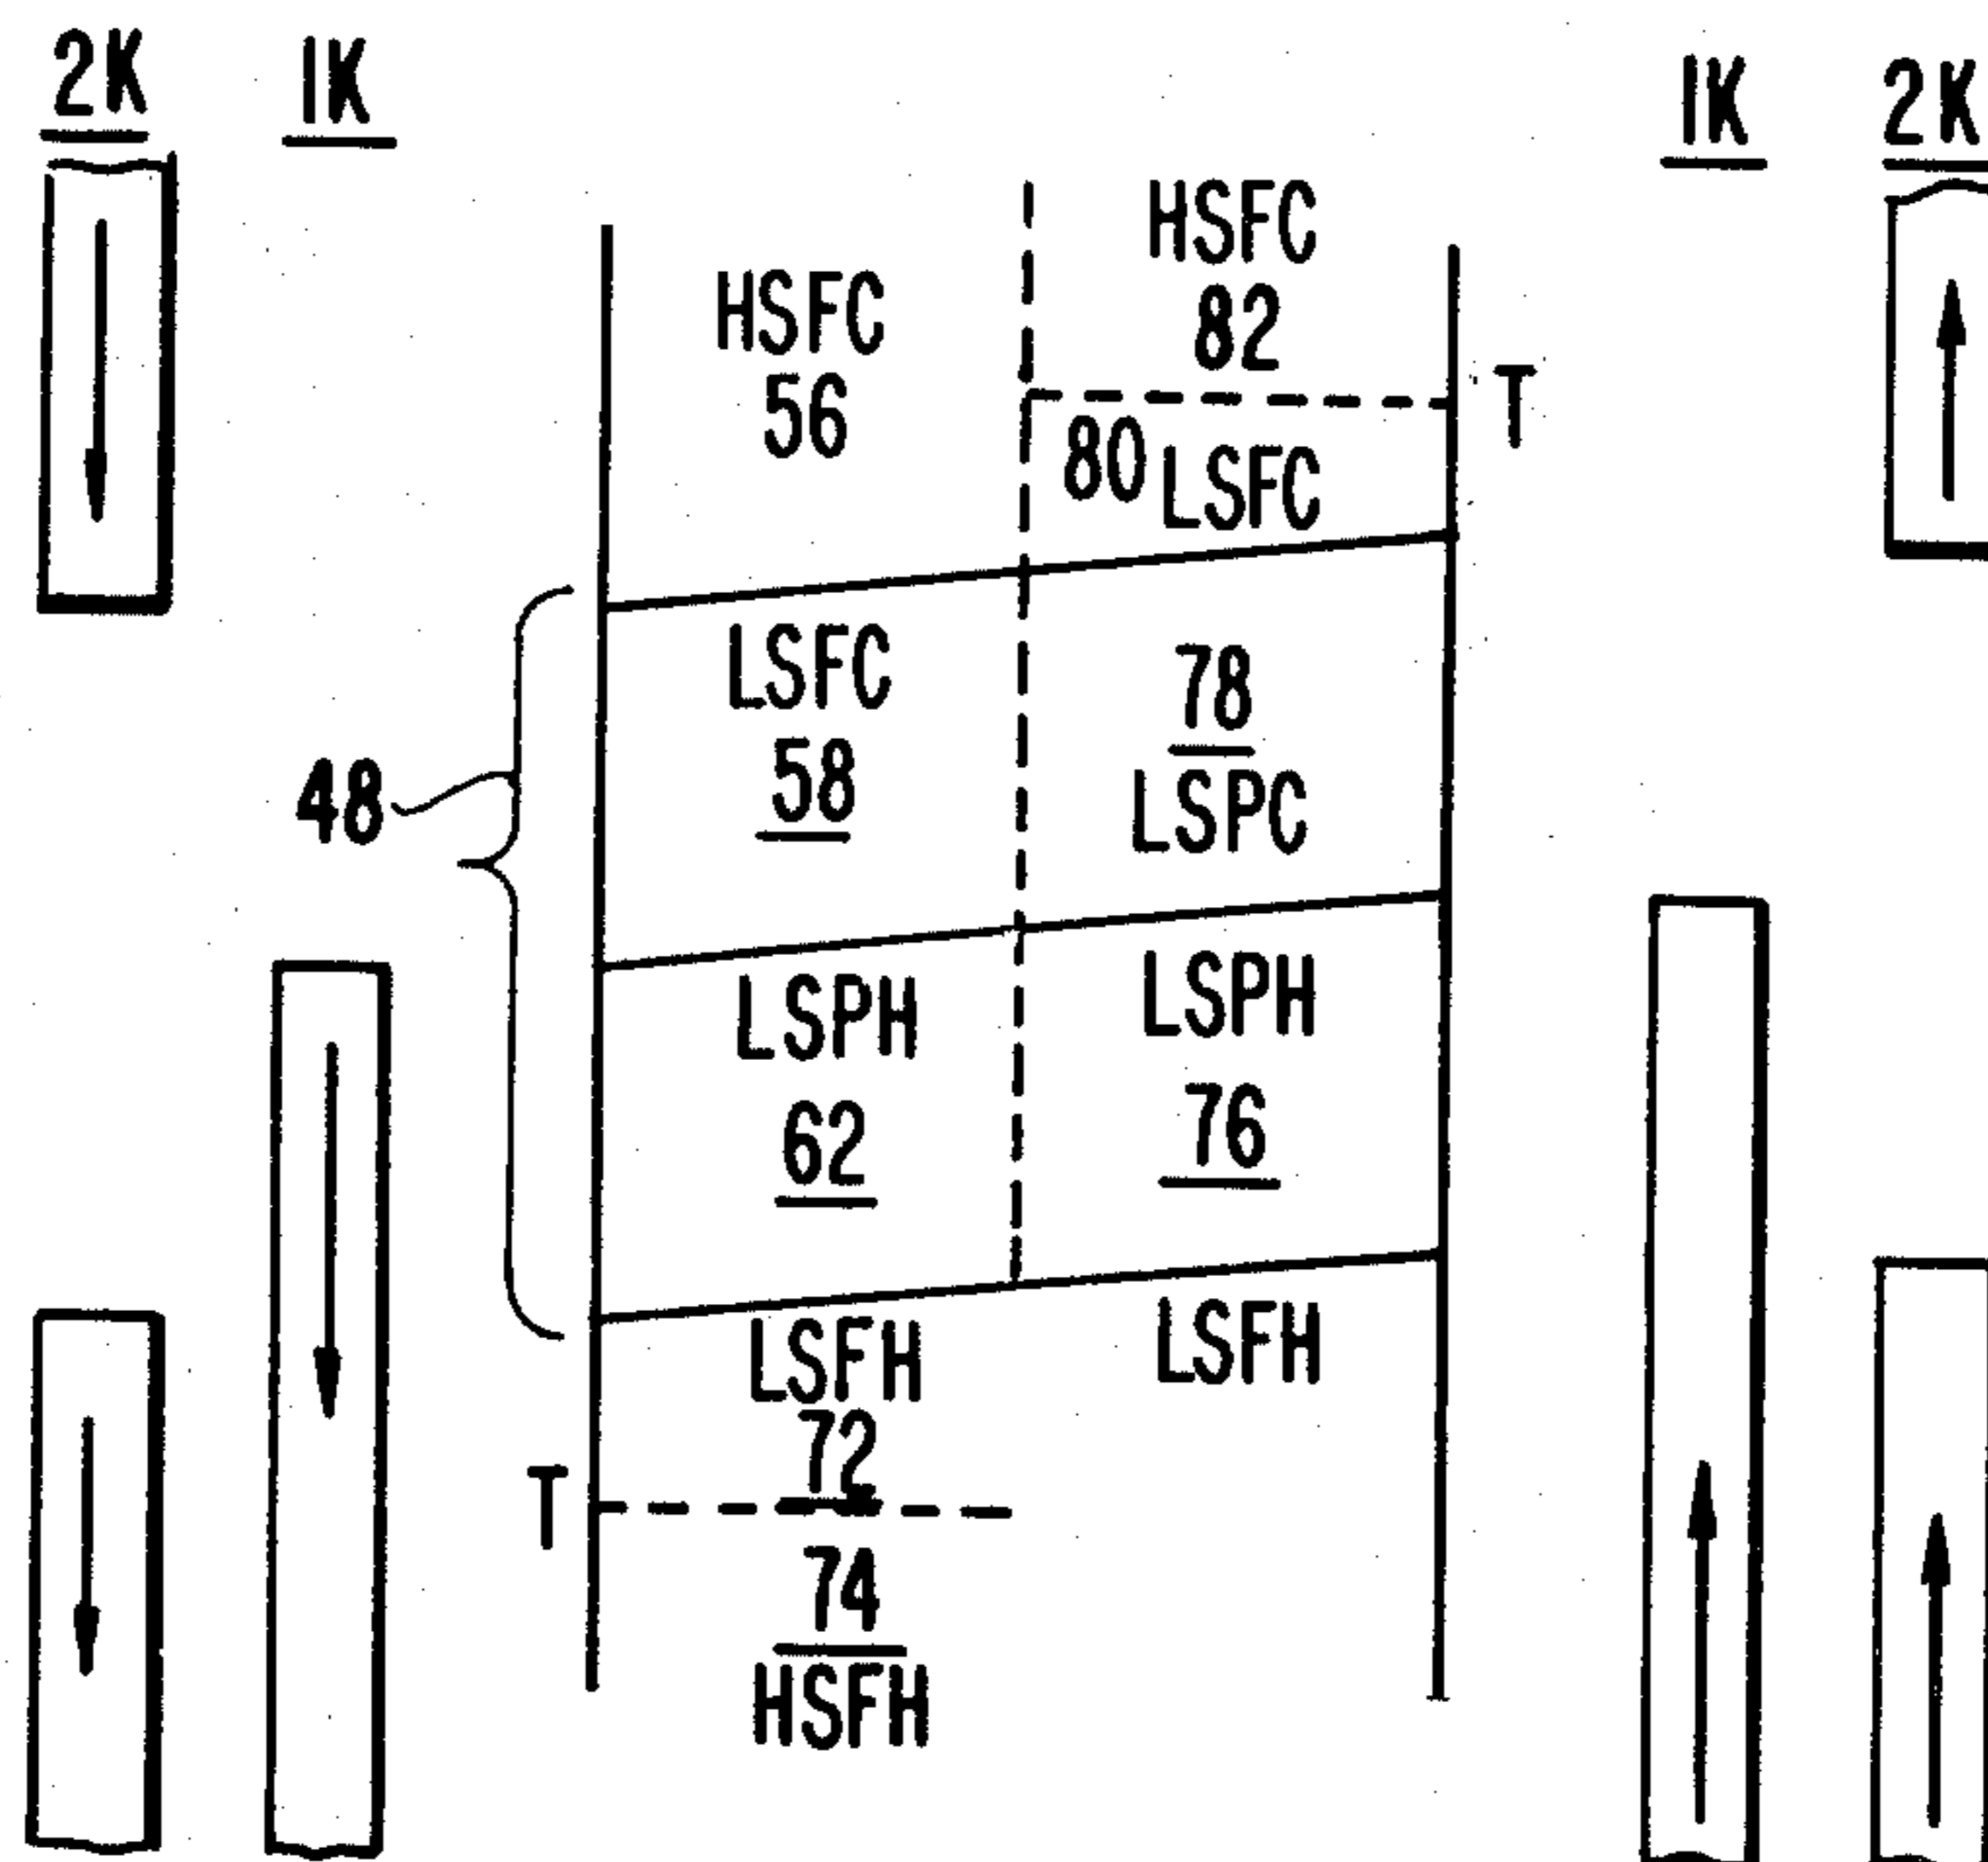 2K
1K
1K
2K
HSFC
56
HSFC
82
T
80 LSFC
48
LSFC
58
78
LSPC
LSPH
62
LSPH
76
LSFH
72
LSFH
T
74
HSFH